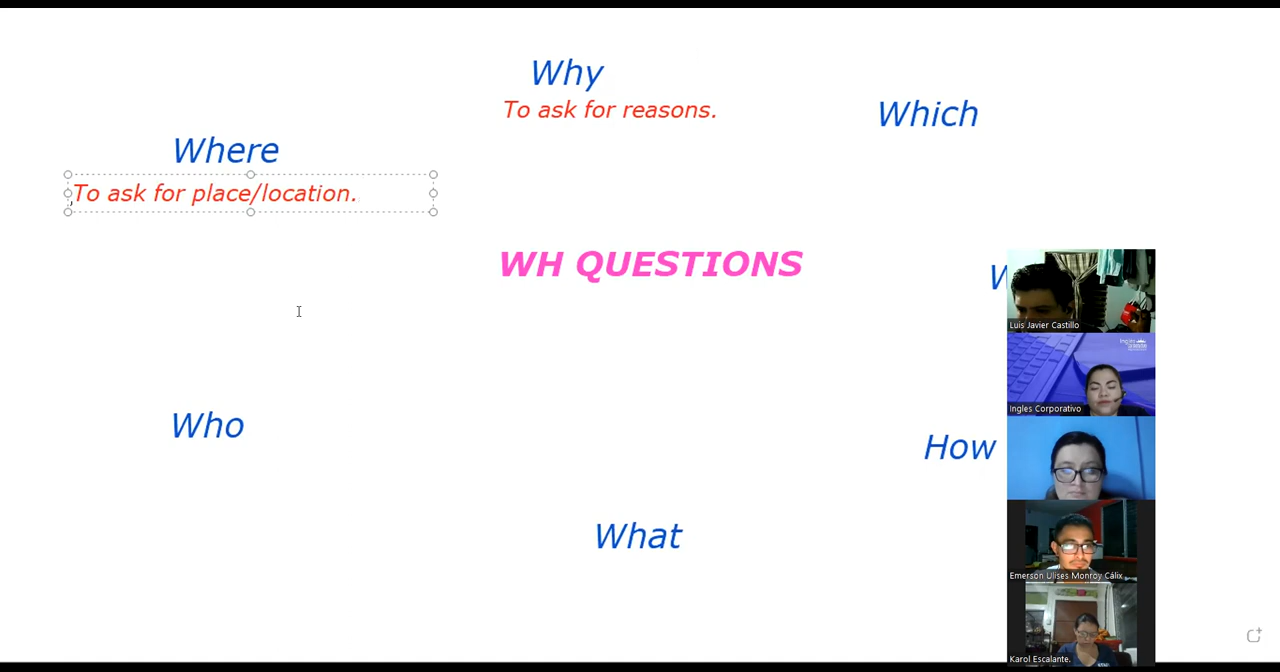 Why
To ask for reasons.
Which
Where
To ask for place/location.
WH QUESTIONS
W
Luis Javier Castillo
Ingles Corporativo
Who
How
What
Emerson Ulises Monroy Cálix
Karol Escalante.